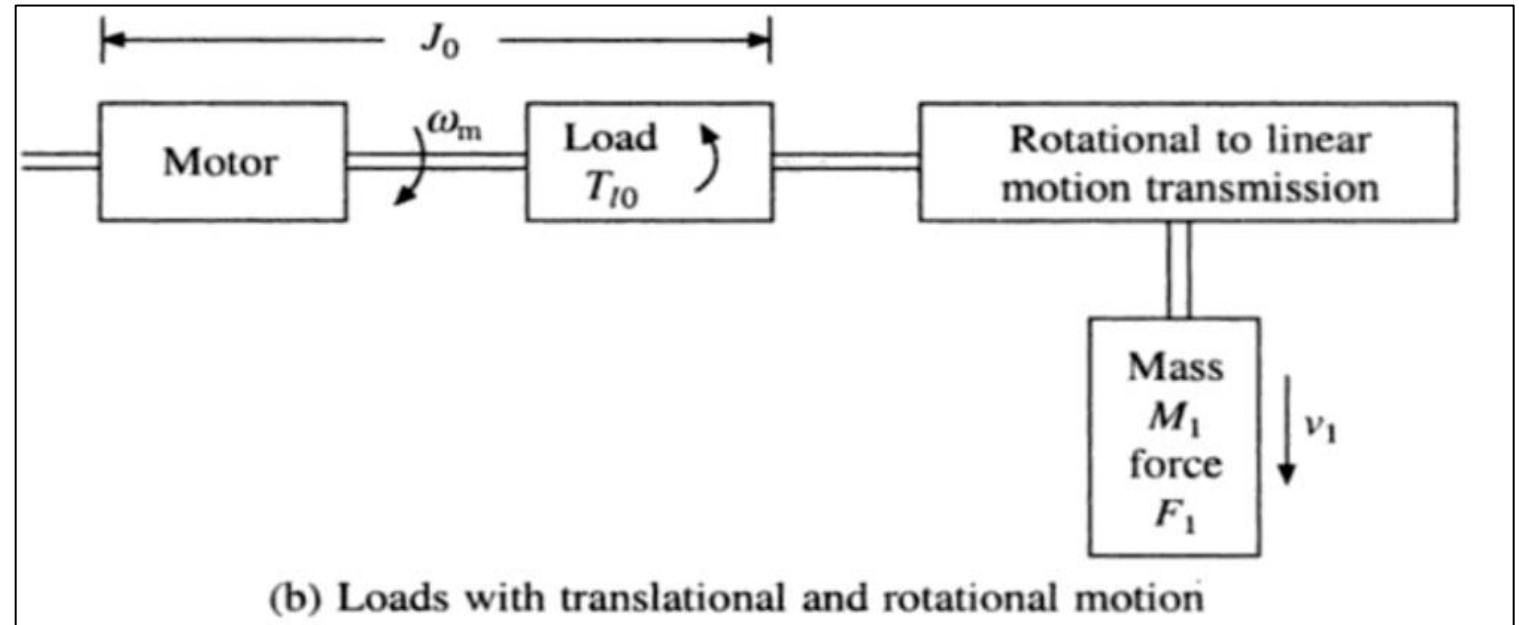 J₀
Motor
ωₘ
Load
Tₗ₀
Rotational to linear
motion transmission
Mass
M₁
force
F₁
v₁
(b) Loads with translational and rotational motion